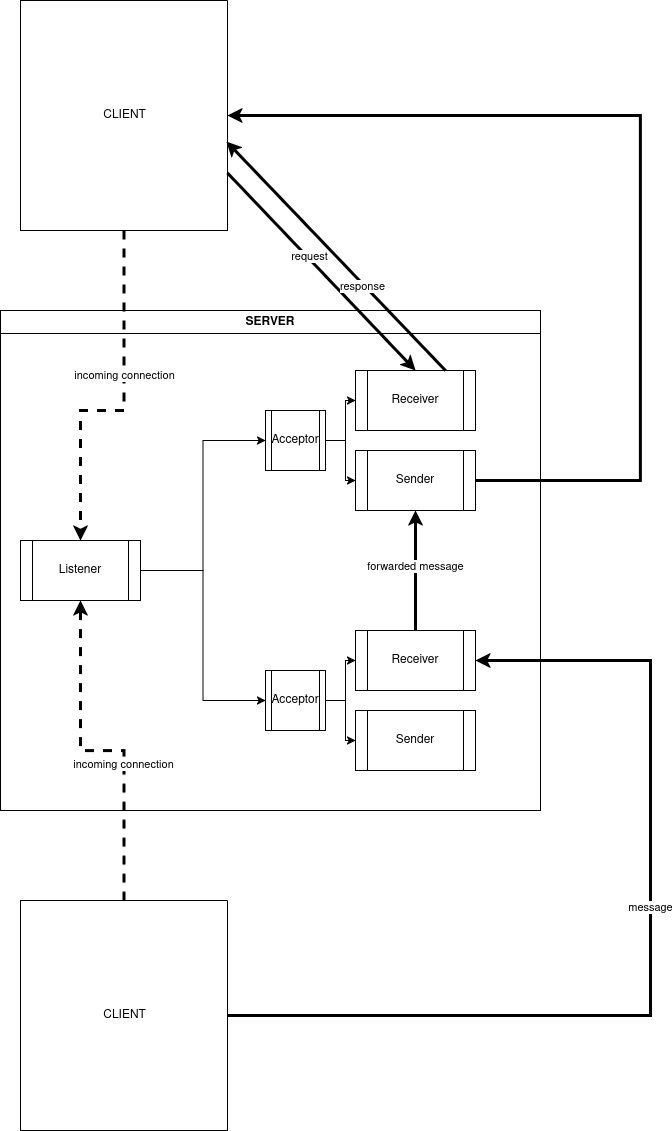 CLIENT
request
response
SERVER
incoming connection
Receiver
Acceptor
Sender
forwarded message
Listener
Receiver
Acceptor
Sender
incoming connection
message
CLIENT